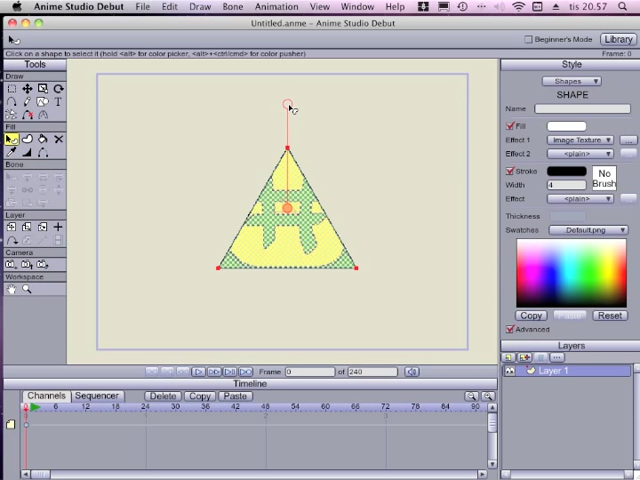 Anime Studio Debut File Edit Draw Bone Animation View Window Help tis 20.57
Untitled.anme - Anime Studio Debut
Beginner's Mode Library
Click on a shape to select it (hold <alt> for color picker, <alt>+<ctrl/cmd> for color pusher) Frame: 0
Tools
Draw
Fill
Bone
Layer
Camera
Workspace
Style
Shapes
SHAPE
Name
Fill
Effect 1 Image Texture ...
Effect 2 <plain>
Stroke
Width 4
No
Brush
Effect <plain>
Thickness
Swatches Default.png
Copy Paste Reset
Advanced
Layers
Layer 1
Frame 0 of 240
Timeline
Channels Sequencer Delete Copy Paste
0 6 12 18 24 30 36 42 48 54 60 66 72 78 84 90